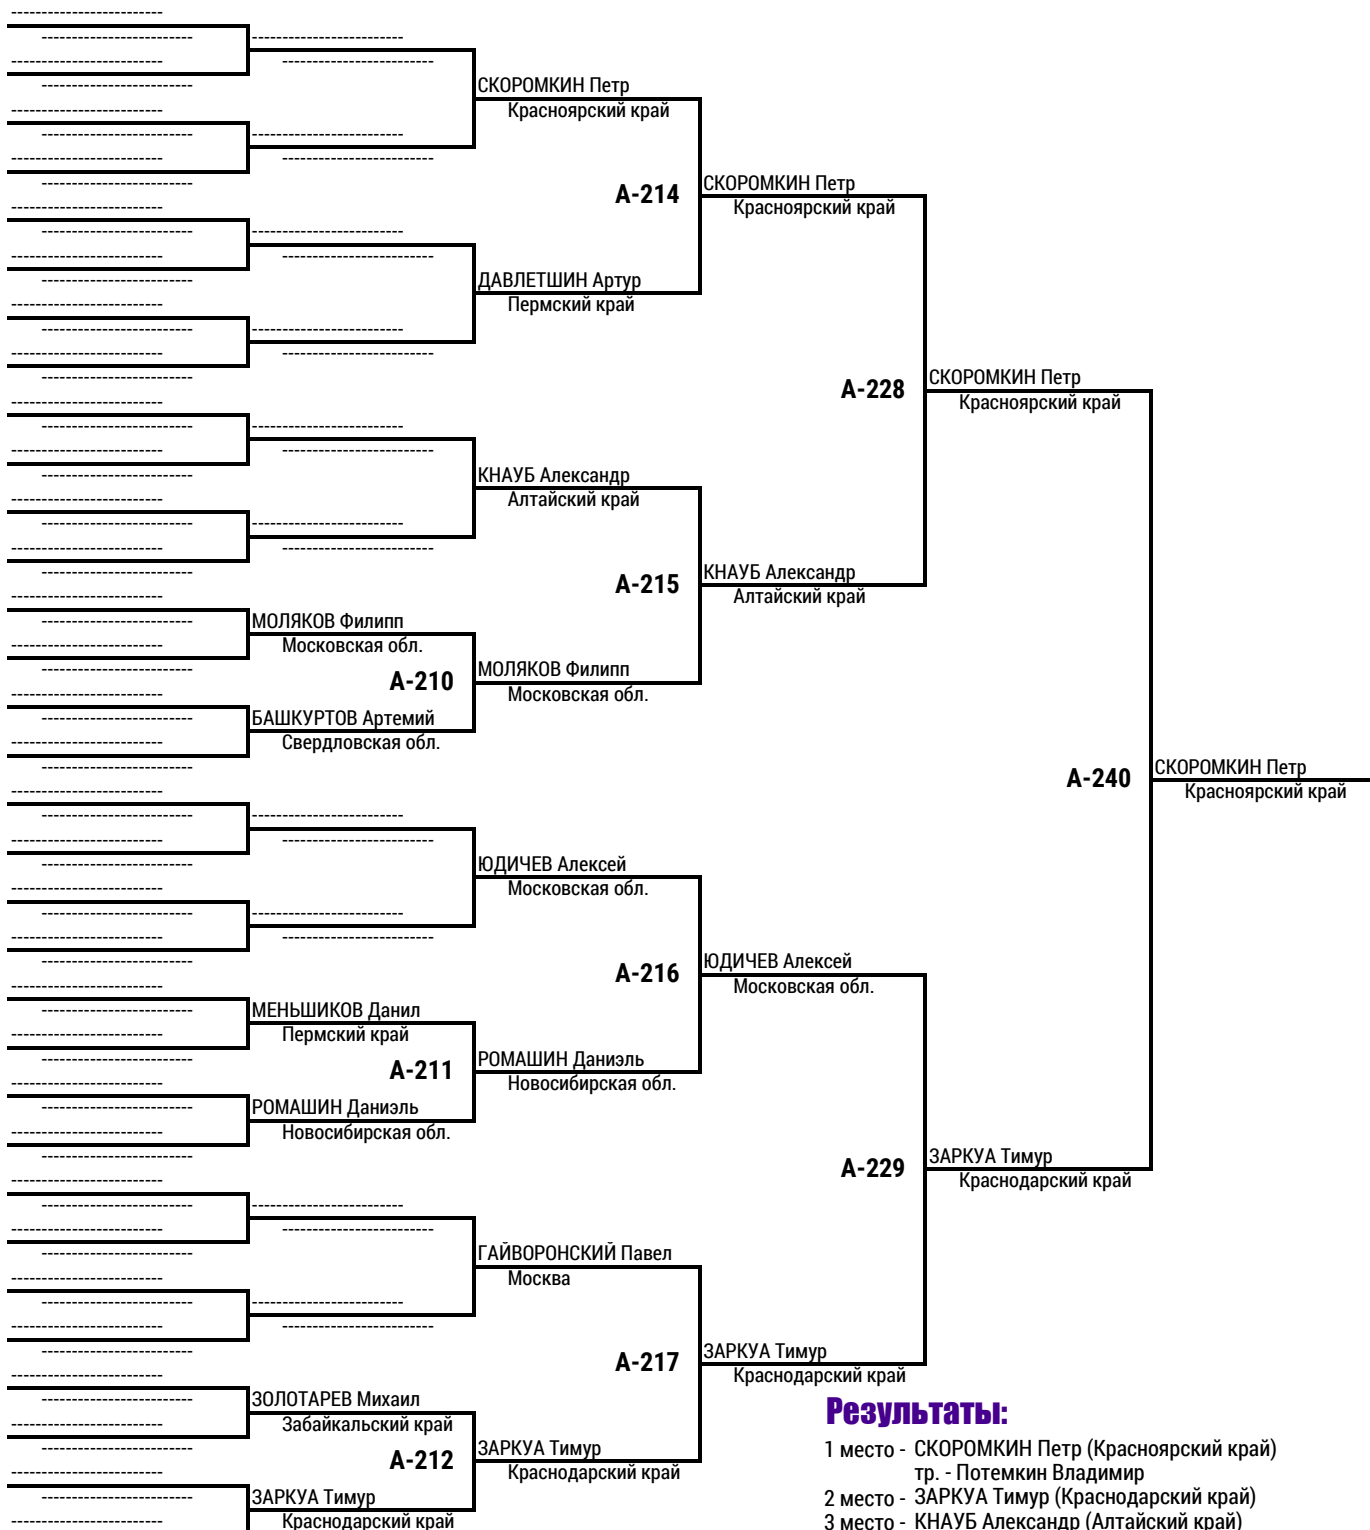 СКОРОМКИН Петр
Красноярский край
А-214
СКОРОМКИН Петр
Красноярский край
ДАВЛЕТШИН Артур
Пермский край
А-228
СКОРОМКИН Петр
Красноярский край
КНАУБ Александр
Алтайский край
А-215
КНАУБ Александр
Алтайский край
МОЛЯКОВ Филипп
Московская обл.
А-210
МОЛЯКОВ Филипп
Московская обл.
БАШКУРТОВ Артемий
Свердловская обл.
А-240
СКОРОМКИН Петр
Красноярский край
ЮДИЧЕВ Алексей
Московская обл.
А-216
ЮДИЧЕВ Алексей
Московская обл.
МЕНЬШИКОВ Данил
Пермский край
А-211
РОМАШИН Даниэль
Новосибирская обл.
РОМАШИН Даниэль
Новосибирская обл.
А-229
ЗАРКУА Тимур
Краснодарский край
ГАЙВОРОНСКИЙ Павел
Москва
А-217
ЗАРКУА Тимур
Краснодарский край
ЗОЛОТАРЕВ Михаил
Забайкальский край
А-212
ЗАРКУА Тимур
Краснодарский край
ЗАРКУА Тимур
Краснодарский край
Результаты:
1 место - СКОРОМКИН Петр (Красноярский край)
тр. - Потемкин Владимир
2 место - ЗАРКУА Тимур (Краснодарский край)
3 место - КНАУБ Александр (Алтайский край)